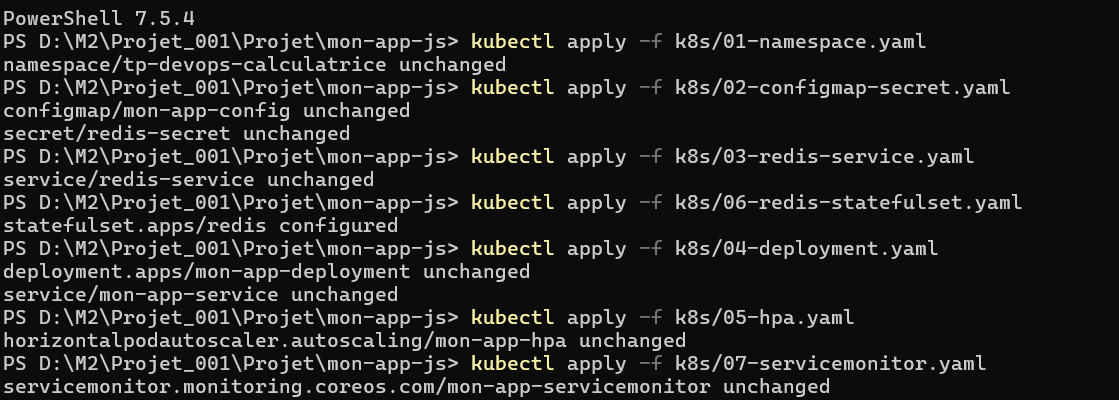 PowerShell 7.5.4
PS D:\M2\Projet_001\Projet\mon-app-js> kubectl apply -f k8s/01-namespace.yaml
namespace/tp-devops-calculatrice unchanged
PS D:\M2\Projet_001\Projet\mon-app-js> kubectl apply -f k8s/02-configmap-secret.yaml
configmap/mon-app-config unchanged
secret/redis-secret unchanged
PS D:\M2\Projet_001\Projet\mon-app-js> kubectl apply -f k8s/03-redis-service.yaml
service/redis-service unchanged
PS D:\M2\Projet_001\Projet\mon-app-js> kubectl apply -f k8s/06-redis-statefulset.yaml
statefulset.apps/redis configured
PS D:\M2\Projet_001\Projet\mon-app-js> kubectl apply -f k8s/04-deployment.yaml
deployment.apps/mon-app-deployment unchanged
service/mon-app-service unchanged
PS D:\M2\Projet_001\Projet\mon-app-js> kubectl apply -f k8s/05-hpa.yaml
horizontalpodautoscaler.autoscaling/mon-app-hpa unchanged
PS D:\M2\Projet_001\Projet\mon-app-js> kubectl apply -f k8s/07-servicemonitor.yaml
servicemonitor.monitoring.coreos.com/mon-app-servicemonitor unchanged